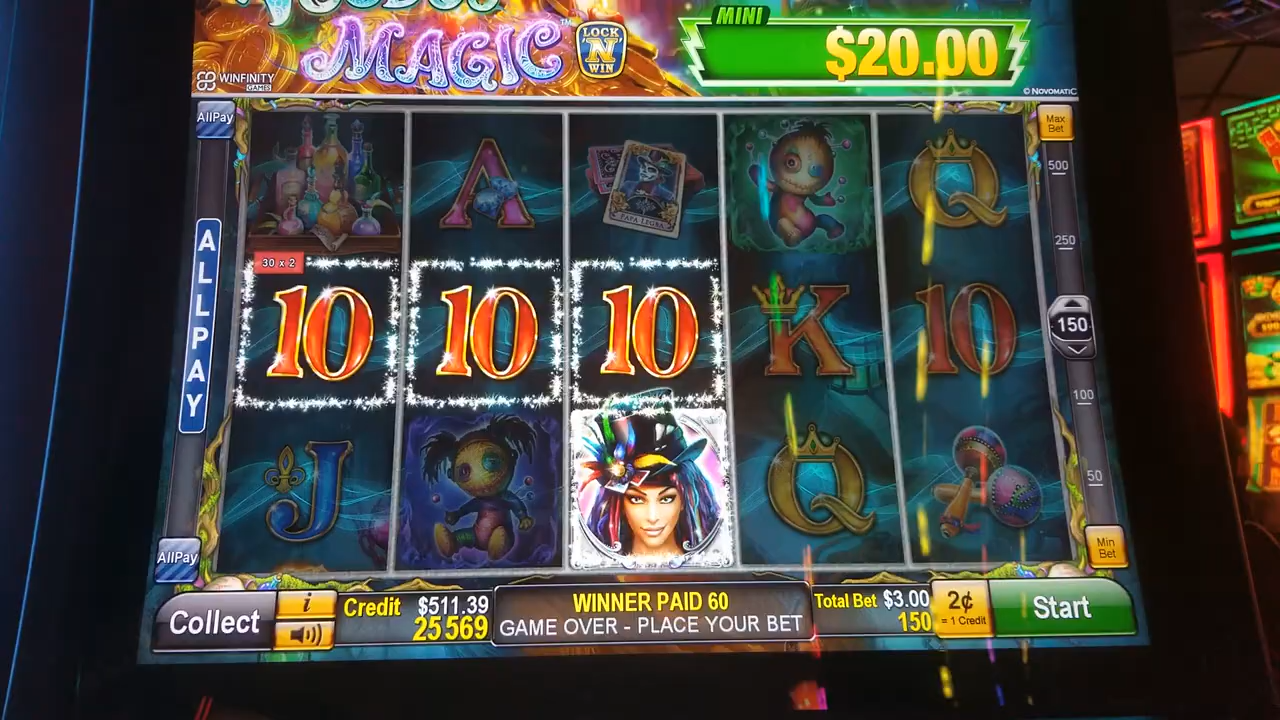 VOODOO
MAGIC™
LOCK
'N'
WIN
MINI
$20.00
WINFINITY
GAMES
© NOVOMATIC
AllPay
Max
Bet
A
Q
PAPA LEGBA
500
250
ALLPAY
30 x 2
10
10
10
K
10
150
100
J
Q
50
AllPay
Min
Bet
Collect
i
Credit $511.39
25569
WINNER PAID 60
GAME OVER - PLACE YOUR BET
Total Bet $3.00
150
2¢
= 1 Credit
Start